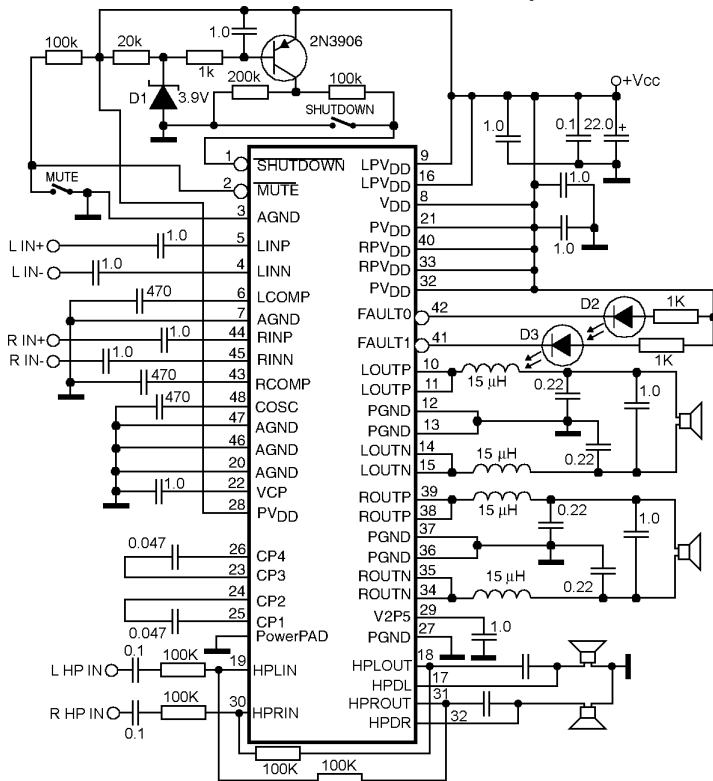 1.0
2N3906
100k
20k
1k
200k
100k
D1
3.9V
SHUTDOWN
+Vcc
1.0
0.1
22.0
+
1
SHUTDOWN
9
LPVDD
MUTE
2
MUTE
16
LPVDD
1.0
3
AGND
8
VDD
L IN+
1.0
5
LINP
21
PVDD
1.0
L IN-
1.0
4
LINN
40
RPVDD
33
RPVDD
470
6
LCOMP
32
PVDD
7
AGND
FAULT0
42
D2
1K
R IN+
1.0
44
RINP
R IN-
1.0
45
RINN
FAULT1
41
D3
1K
470
43
RCOMP
LOUTP
10
15 µH
0.22
1.0
470
48
COSC
LOUTP
11
47
AGND
PGND
12
46
AGND
PGND
13
20
AGND
LOUTN
14
15 µH
0.22
1.0
22
VCP
LOUTN
15
28
PVDD
ROUTP
39
15 µH
0.22
1.0
ROUTP
38
0.047
26
CP4
PGND
37
23
CP3
PGND
36
24
CP2
ROUTN
35
15 µH
0.22
0.047
25
CP1
ROUTN
34
PowerPAD
V2P5
29
1.0
PGND
27
L HP IN
0.1
100K
19
HPLIN
HPLOUT
18
HPDL
17
R HP IN
0.1
100K
30
HPRIN
HPROUT
31
HPDR
32
100K
100K